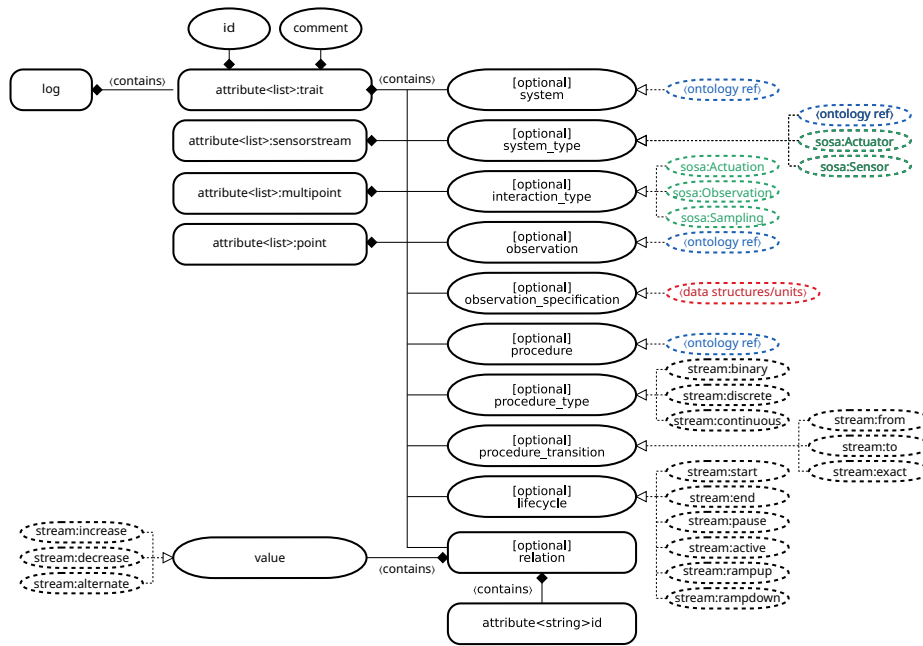 id
comment
log
⟨contains⟩
attribute<list>:trait
⟨contains⟩
[optional]
system
⟨ontology ref⟩
attribute<list>:sensorstream
[optional]
system_type
⟨ontology ref⟩
sosa:Actuator
sosa:Sensor
attribute<list>:multipoint
[optional]
interaction_type
sosa:Actuation
sosa:Observation
sosa:Sampling
attribute<list>:point
[optional]
observation
⟨ontology ref⟩
[optional]
observation_specification
⟨data structures/units⟩
[optional]
procedure
⟨ontology ref⟩
[optional]
procedure_type
stream:binary
stream:discrete
stream:continuous
[optional]
procedure_transition
stream:from
stream:to
stream:exact
[optional]
lifecycle
stream:start
stream:end
stream:pause
stream:active
stream:rampup
stream:rampdown
stream:increase
stream:decrease
stream:alternate
value
⟨contains⟩
[optional]
relation
⟨contains⟩
attribute<string>id